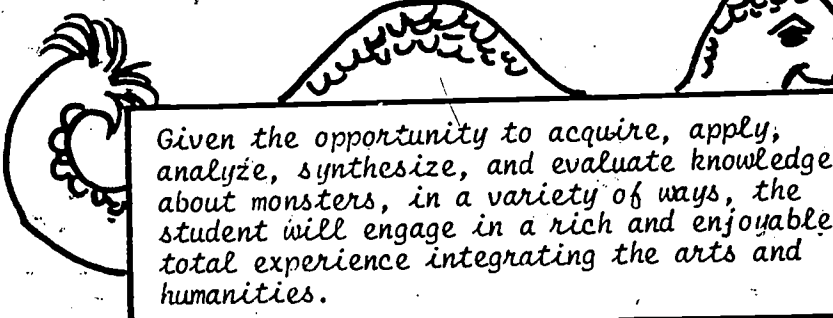 Given the opportunity to acquire, apply,
analyze, synthesize, and evaluate knowledge
about monsters, in a variety of ways, the
student will engage in a rich and enjoyable
total experience integrating the arts and
humanities.